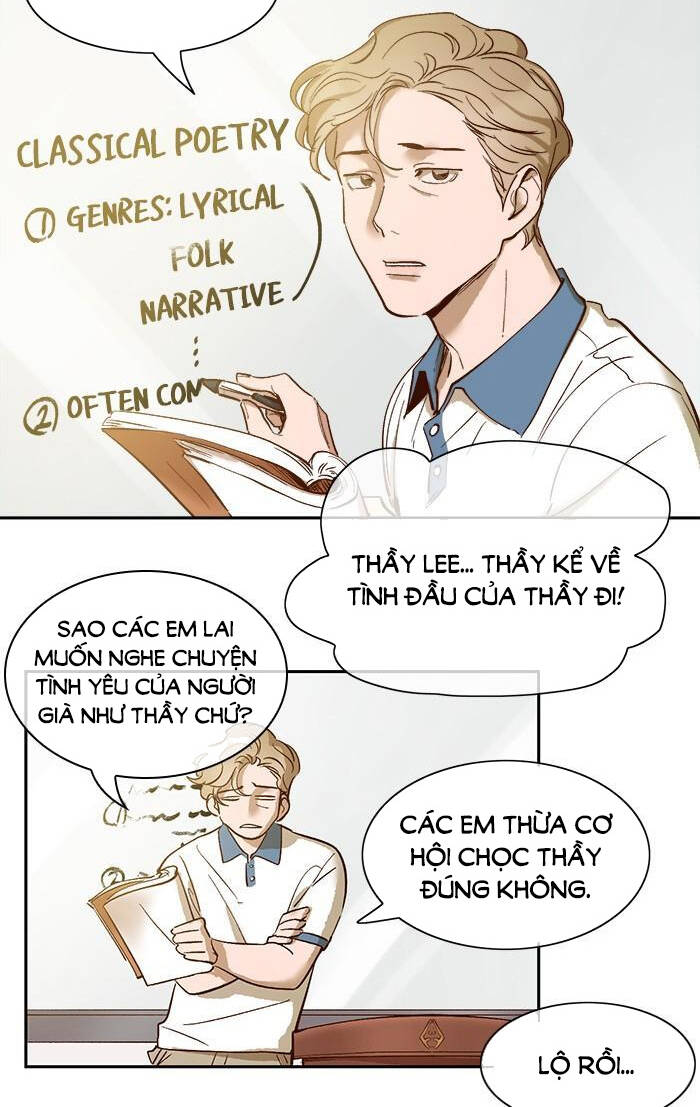 CLASSICAL POETRY
① GENRES: LYRICAL
FOLK
NARRATIVE
② OFTEN COM
THẦY LEE... THẦY KỂ VỀ
TÌNH ĐẦU CỦA THẦY ĐI!
SAO CÁC EM LAI
MUỐN NGHE CHUYỆN
TÌNH YÊU CỦA NGƯỜI
GIÀ NHƯ THẦY CHỨ?
CÁC EM THỪA CƠ
HỘI CHỌC THẦY
ĐÚNG KHÔNG.
LỘ RỒI...